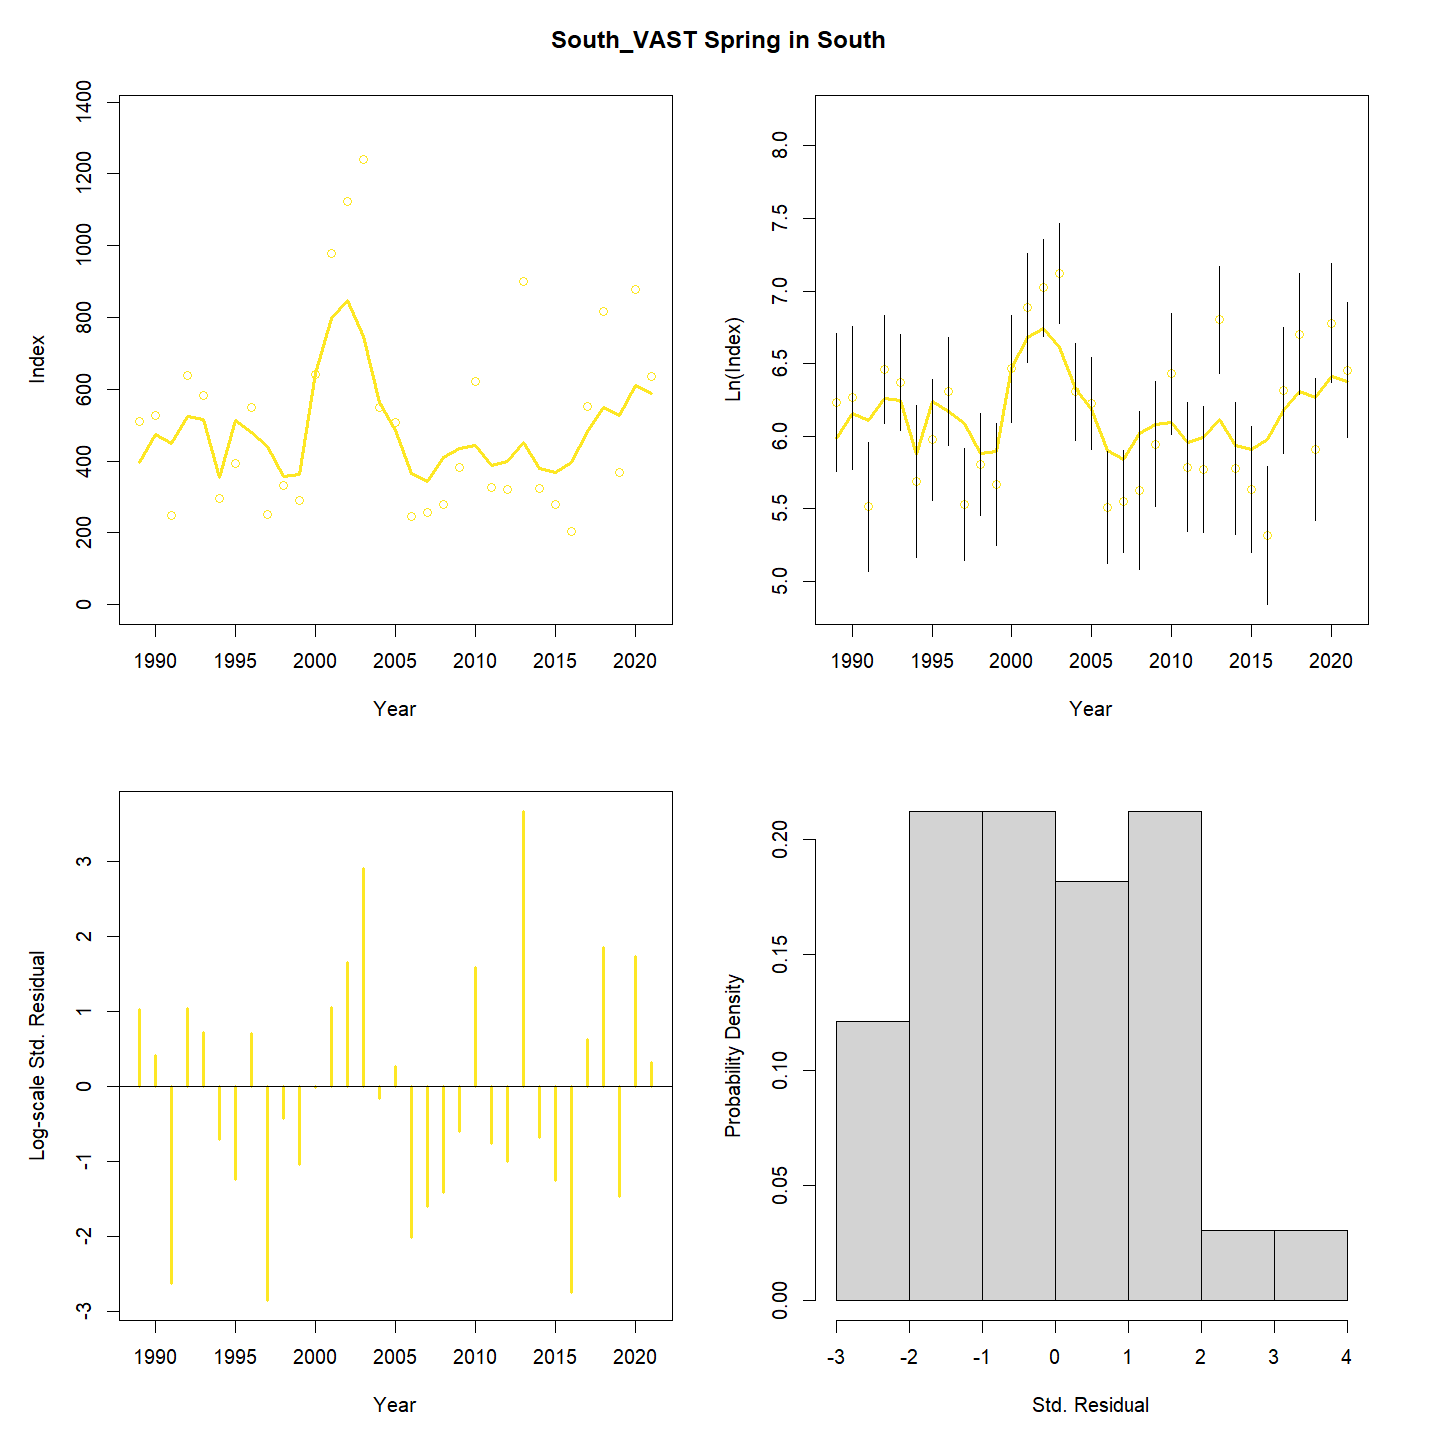 South_VAST Spring in South
Index
0 200 400 600 800 1000 1200 1400
1990 1995 2000 2005 2010 2015 2020
Year
Ln(Index)
5.0 5.5 6.0 6.5 7.0 7.5 8.0
1990 1995 2000 2005 2010 2015 2020
Year
Log-scale Std. Residual
-3 -2 -1 0 1 2 3
1990 1995 2000 2005 2010 2015 2020
Year
Probability Density
0.00 0.05 0.10 0.15 0.20
-3 -2 -1 0 1 2 3 4
Std. Residual